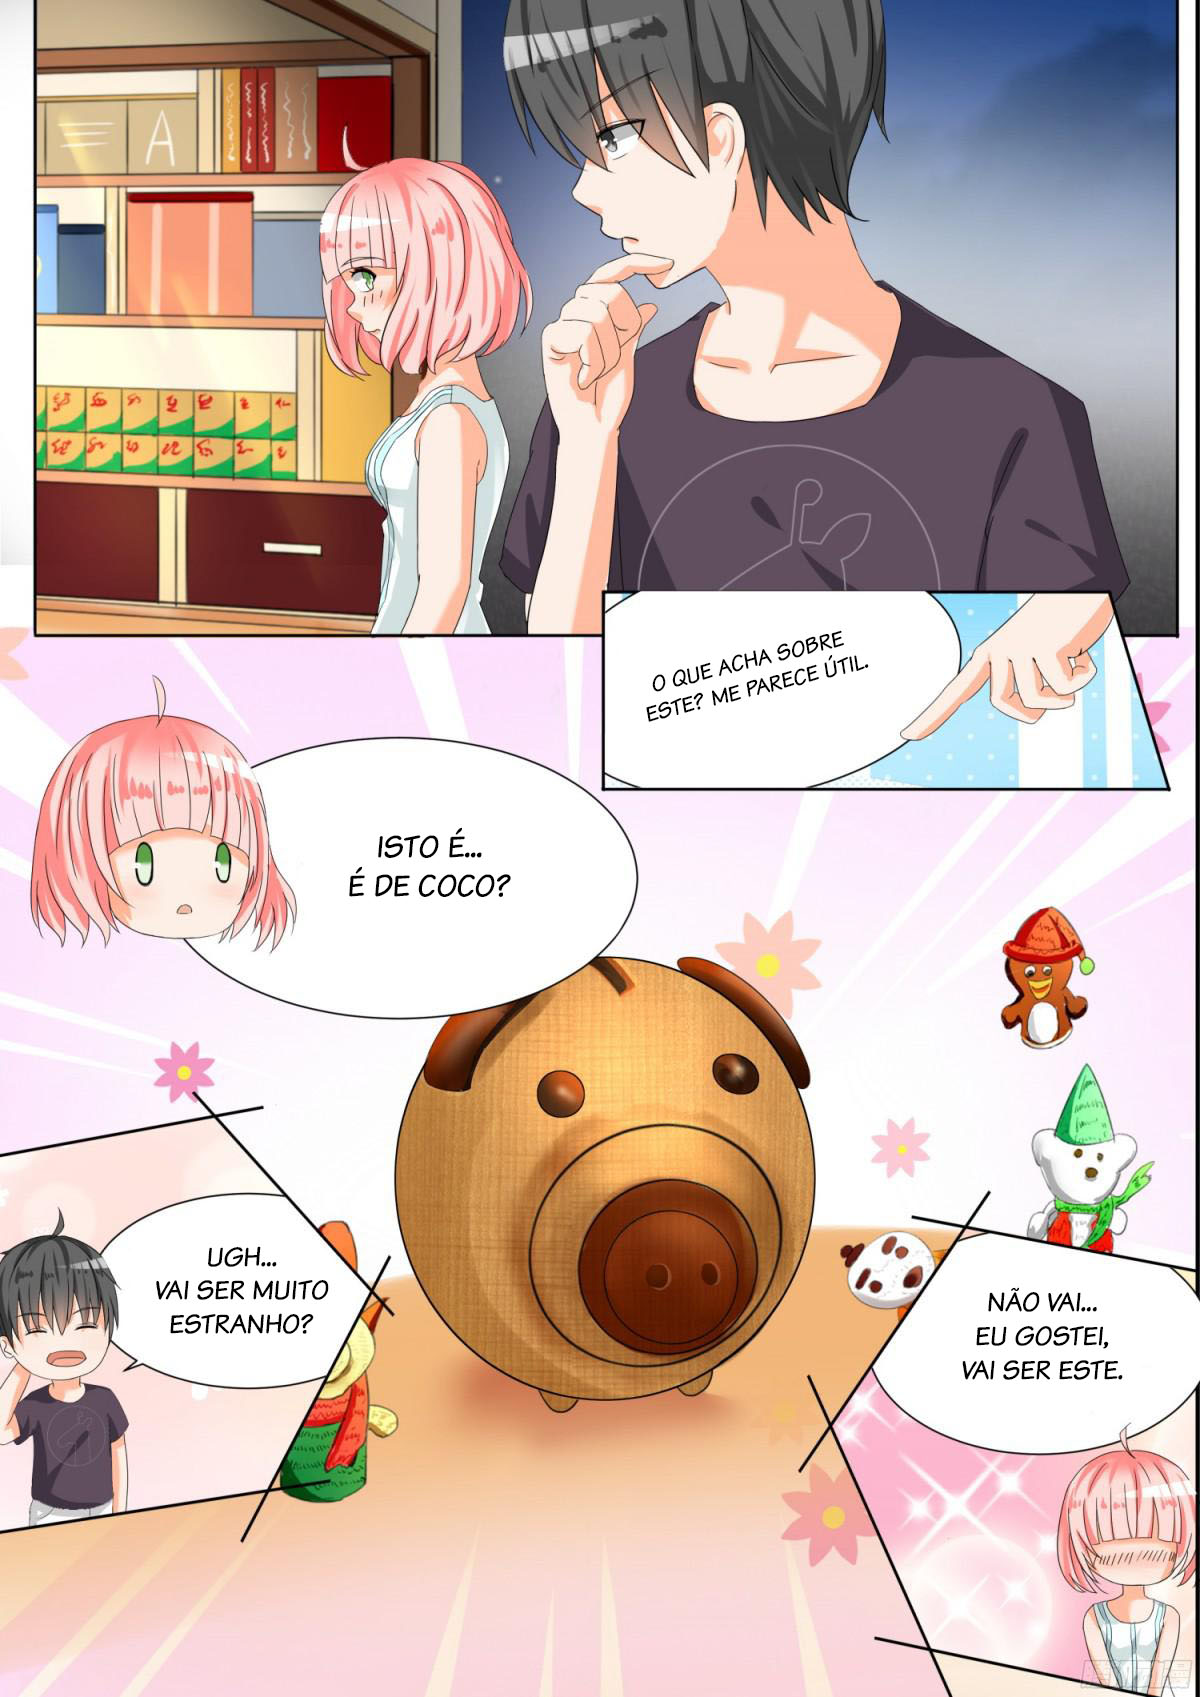 A
O QUE ACHA SOBRE
ESTE? ME PARECE ÚTIL.
ISTO É...
É DE COCO?
UGH...
VAI SER MUITO
ESTRANHO?
NÃO VAI...
EU GOSTEI,
VAI SER ESTE.